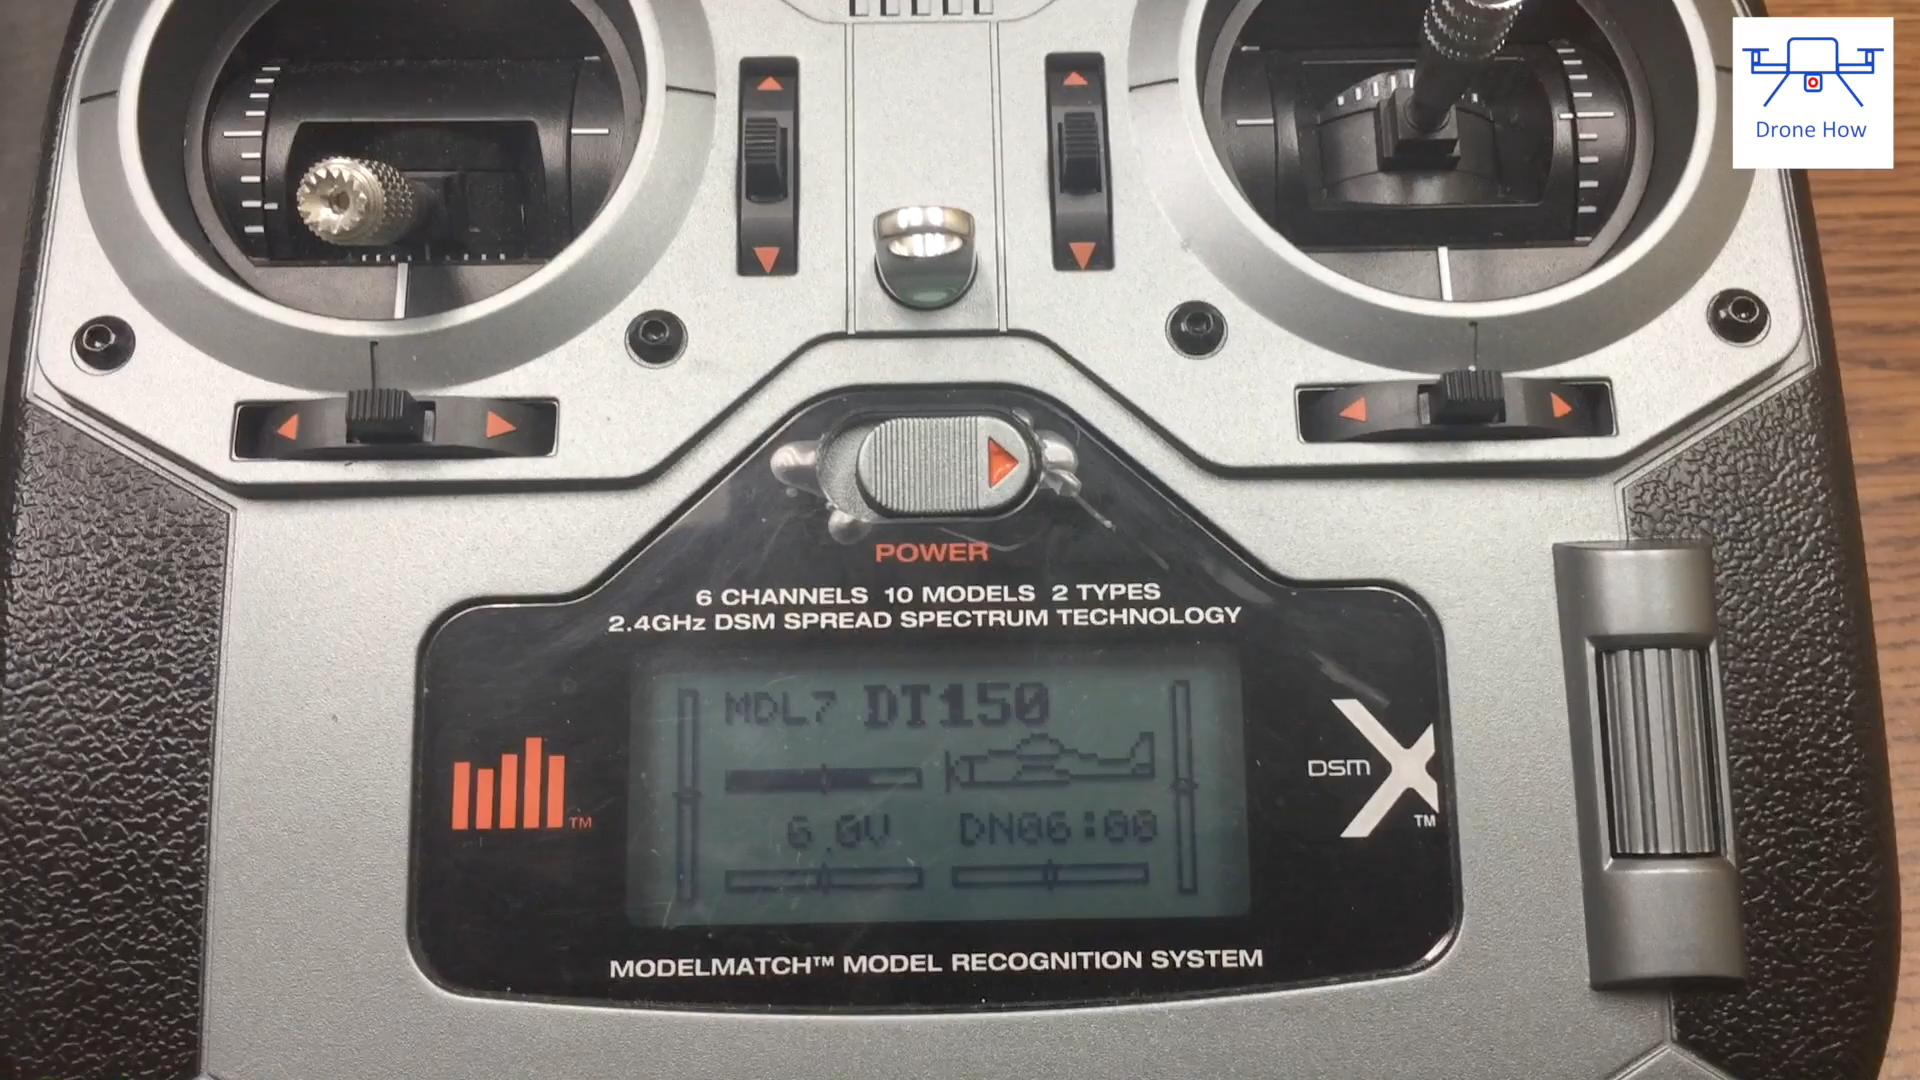 Drone How
POWER
6 CHANNELS 10 MODELS 2 TYPES
2.4GHz DSM SPREAD SPECTRUM TECHNOLOGY
MDL7 DT150
6.0V DN06:00
TM
DSM X TM
MODELMATCH™ MODEL RECOGNITION SYSTEM